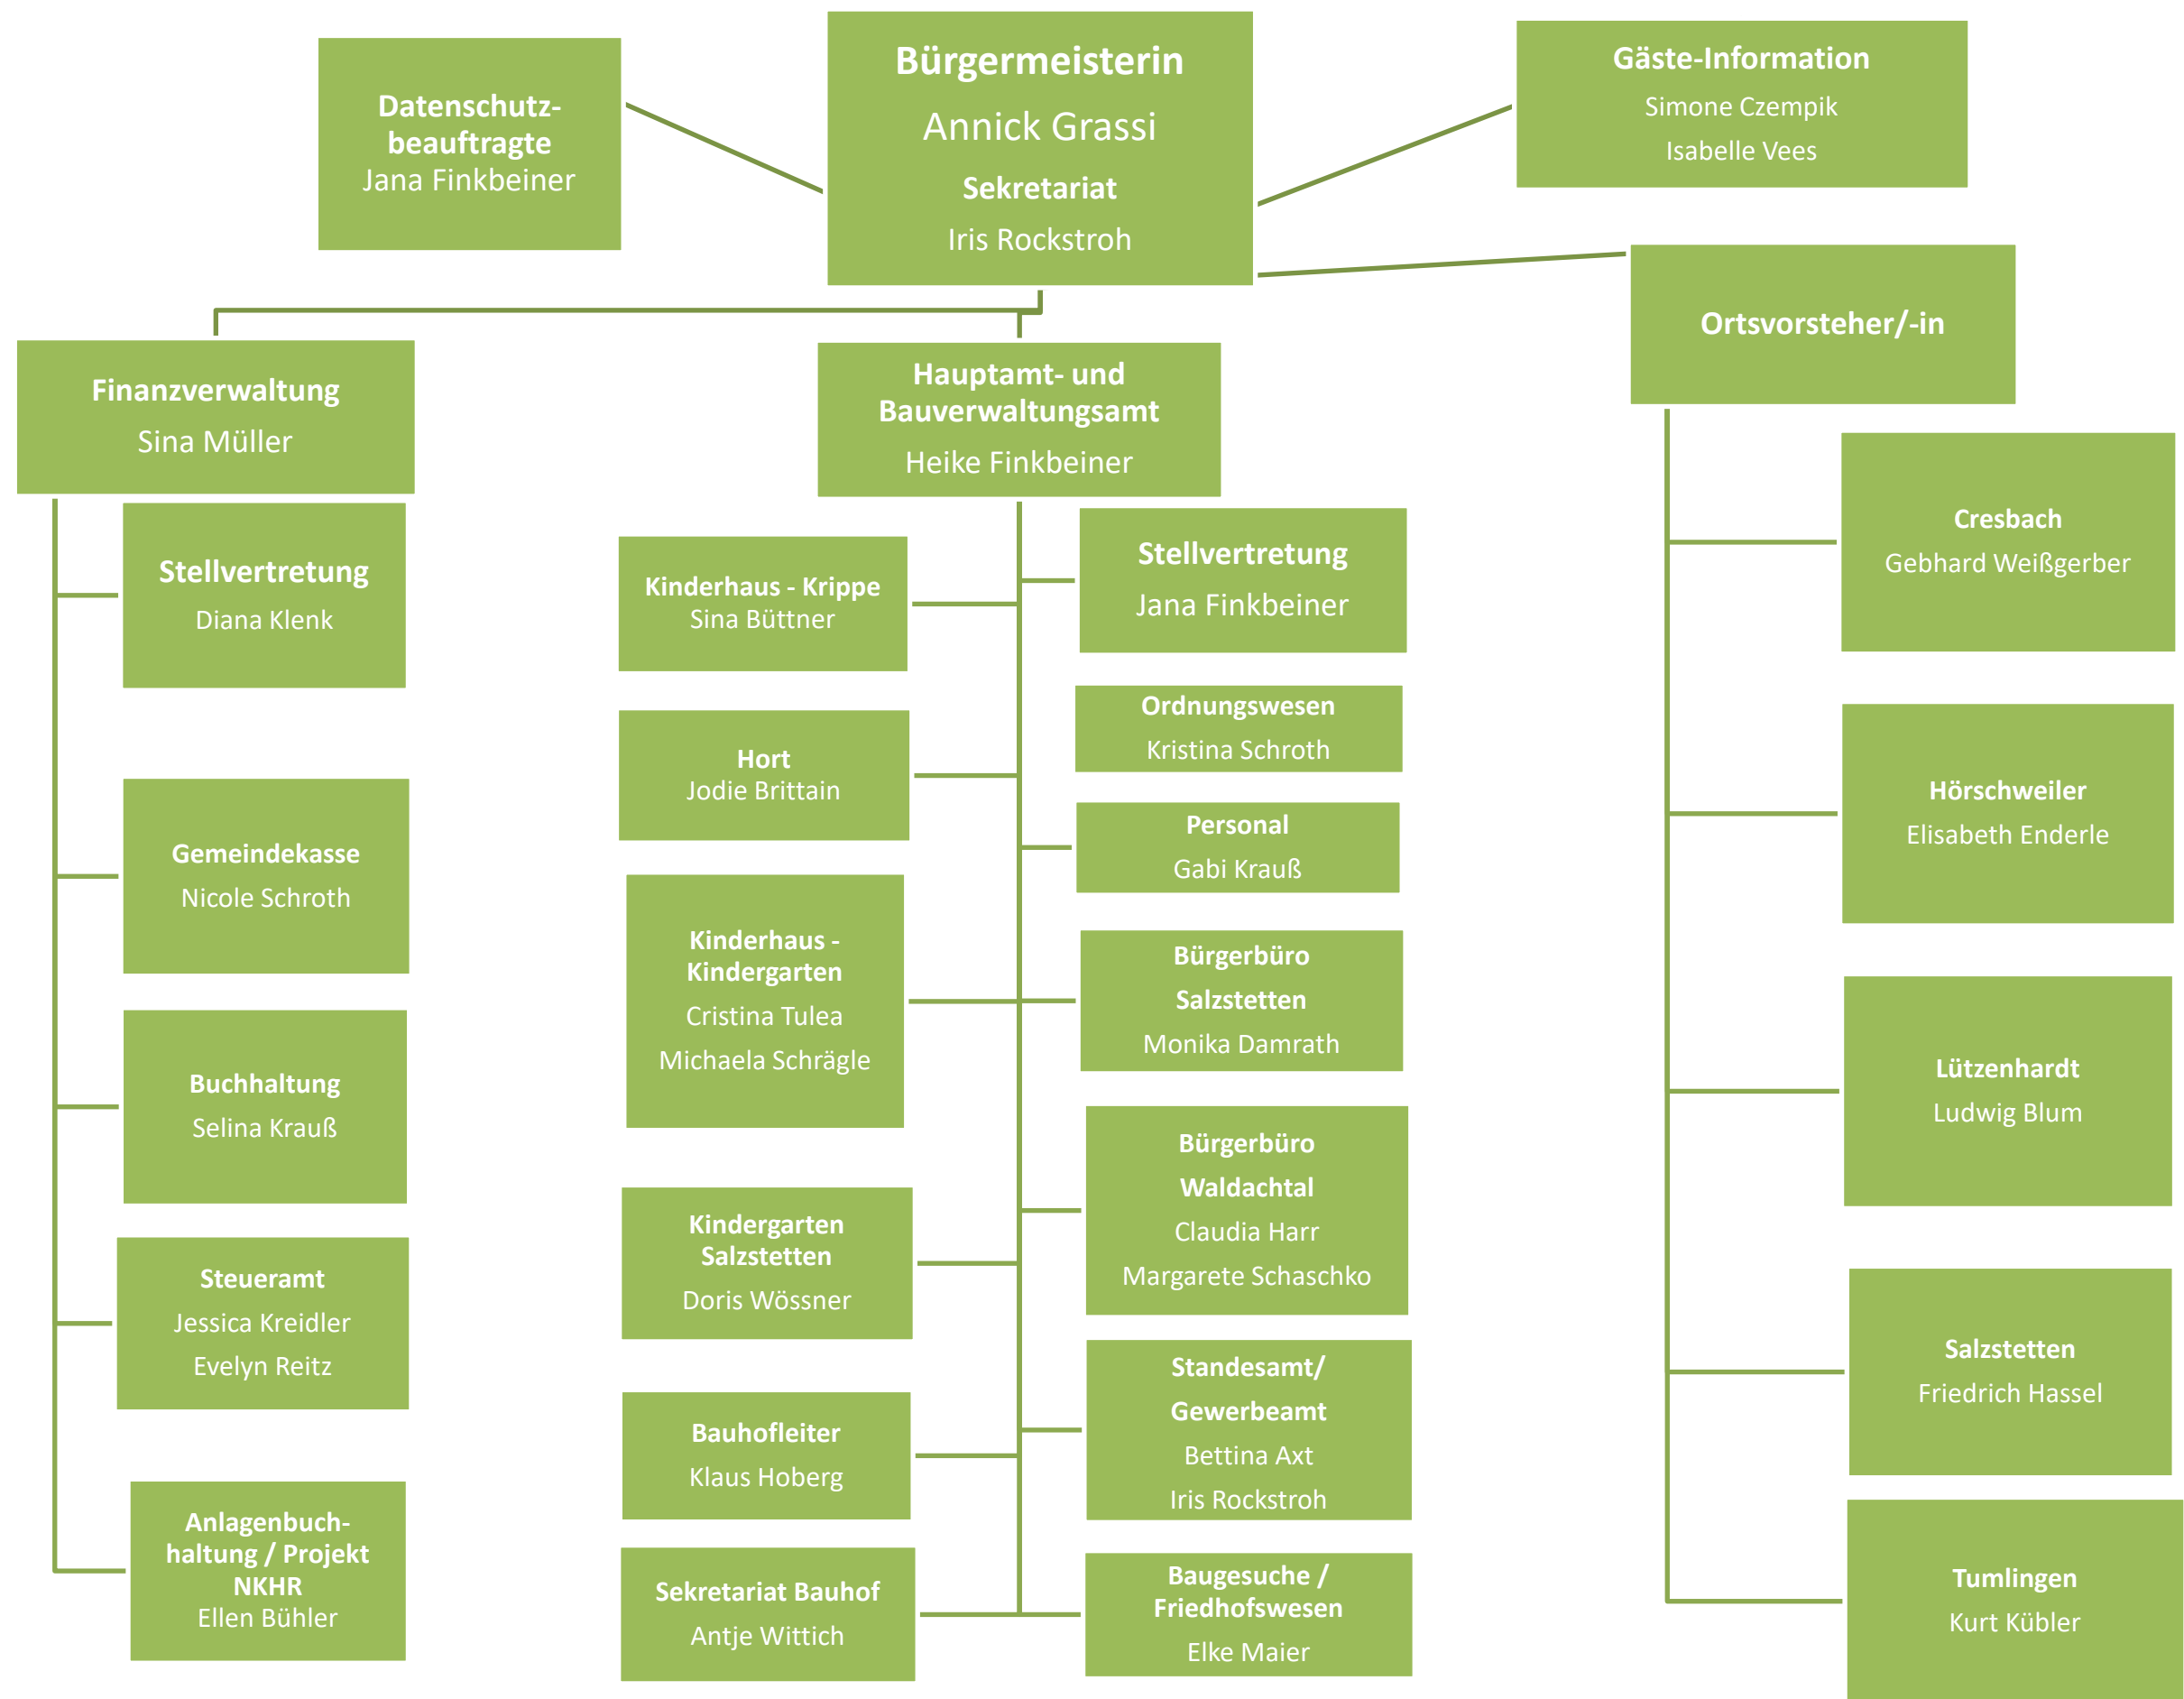 Datenschutz-
beauftragte
Jana Finkbeiner
Bürgermeisterin
Annick Grassi
Sekretariat
Iris Rockstroh
Gäste-Information
Simone Czempik
Isabelle Vees
Finanzverwaltung
Sina Müller
Stellvertretung
Diana Klenk
Gemeindekasse
Nicole Schroth
Buchhaltung
Selina Krauß
Steueramt
Jessica Kreidler
Evelyn Reitz
Anlagenbuch-
haltung / Projekt
NKHR
Ellen Bühler
Hauptamt- und
Bauverwaltungsamt
Heike Finkbeiner
Kinderhaus - Krippe
Sina Büttner
Hort
Jodie Brittain
Kinderhaus -
Kindergarten
Cristina Tulea
Michaela Schrägle
Kindergarten
Salzstetten
Doris Wössner
Bauhofleiter
Klaus Hoberg
Sekretariat Bauhof
Antje Wittich
Stellvertretung
Jana Finkbeiner
Ordnungswesen
Kristina Schroth
Personal
Gabi Krauß
Bürgerbüro
Salzstetten
Monika Damrath
Bürgerbüro
Waldachtal
Claudia Harr
Margarete Schaschko
Standesamt/
Gewerbeamt
Bettina Axt
Iris Rockstroh
Baugesuche /
Friedhofswesen
Elke Maier
Ortsvorsteher/-in
Cresbach
Gebhard Weißgerber
Hörschweiler
Elisabeth Enderle
Lützenhardt
Ludwig Blum
Salzstetten
Friedrich Hassel
Tumlingen
Kurt Kübler